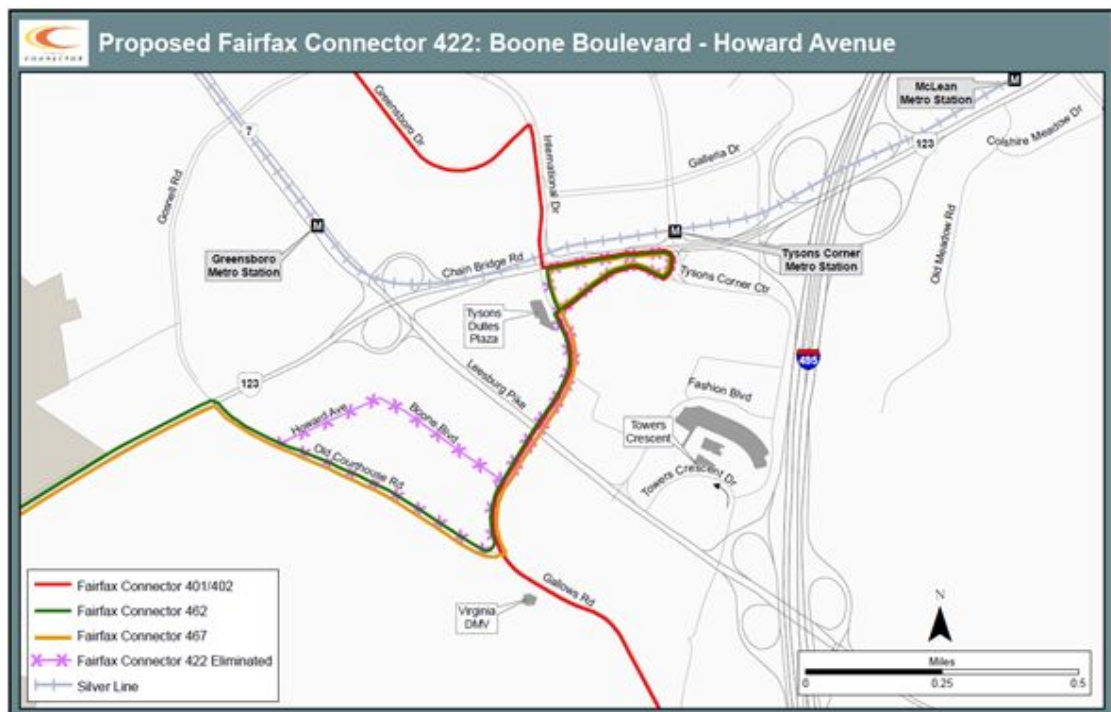 CONNECTOR
Proposed Fairfax Connector 422: Boone Boulevard - Howard Avenue
McLean
Metro Station
Greensboro Dr
7
International Dr
Galleria Dr
123
Colshire Meadow Dr
Gosnell Rd
Greensboro
Metro Station
Chain Bridge Rd
M
M
M
Tysons Corner
Metro Station
Old Meadow Rd
Tysons Corner Ctr
Tysons
Dulles
Plaza
495
123
Leesburg Pike
Fashion Blvd
Howard Ave
Boone Blvd
Towers
Crescent
Old Courthouse Rd
Towers Crescent Dr
Gallows Rd
Virginia
DMV
Fairfax Connector 401/402
Fairfax Connector 462
Fairfax Connector 467
Fairfax Connector 422 Eliminated
Silver Line
N
Miles
0 0.25 0.5